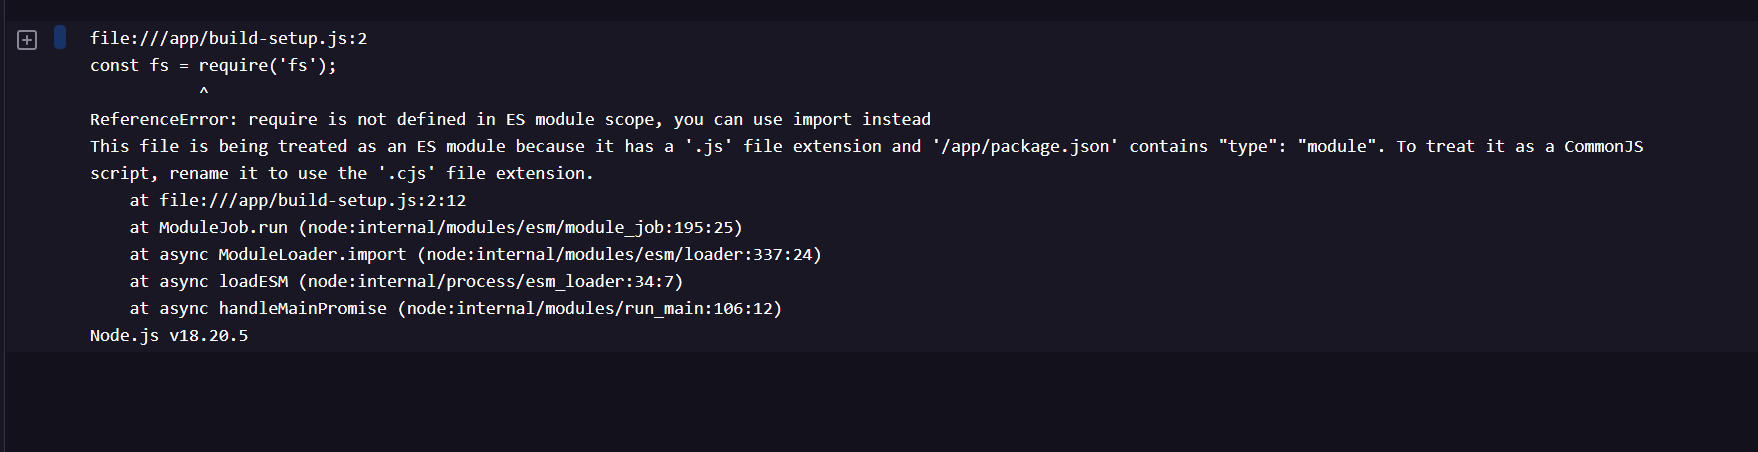 file:///app/build-setup.js:2
const fs = require('fs');
           ^
ReferenceError: require is not defined in ES module scope, you can use import instead
This file is being treated as an ES module because it has a '.js' file extension and '/app/package.json' contains "type": "module". To treat it as a CommonJS
script, rename it to use the '.cjs' file extension.
    at file:///app/build-setup.js:2:12
    at ModuleJob.run (node:internal/modules/esm/module_job:195:25)
    at async ModuleLoader.import (node:internal/modules/esm/loader:337:24)
    at async loadESM (node:internal/process/esm_loader:34:7)
    at async handleMainPromise (node:internal/modules/run_main:106:12)
Node.js v18.20.5